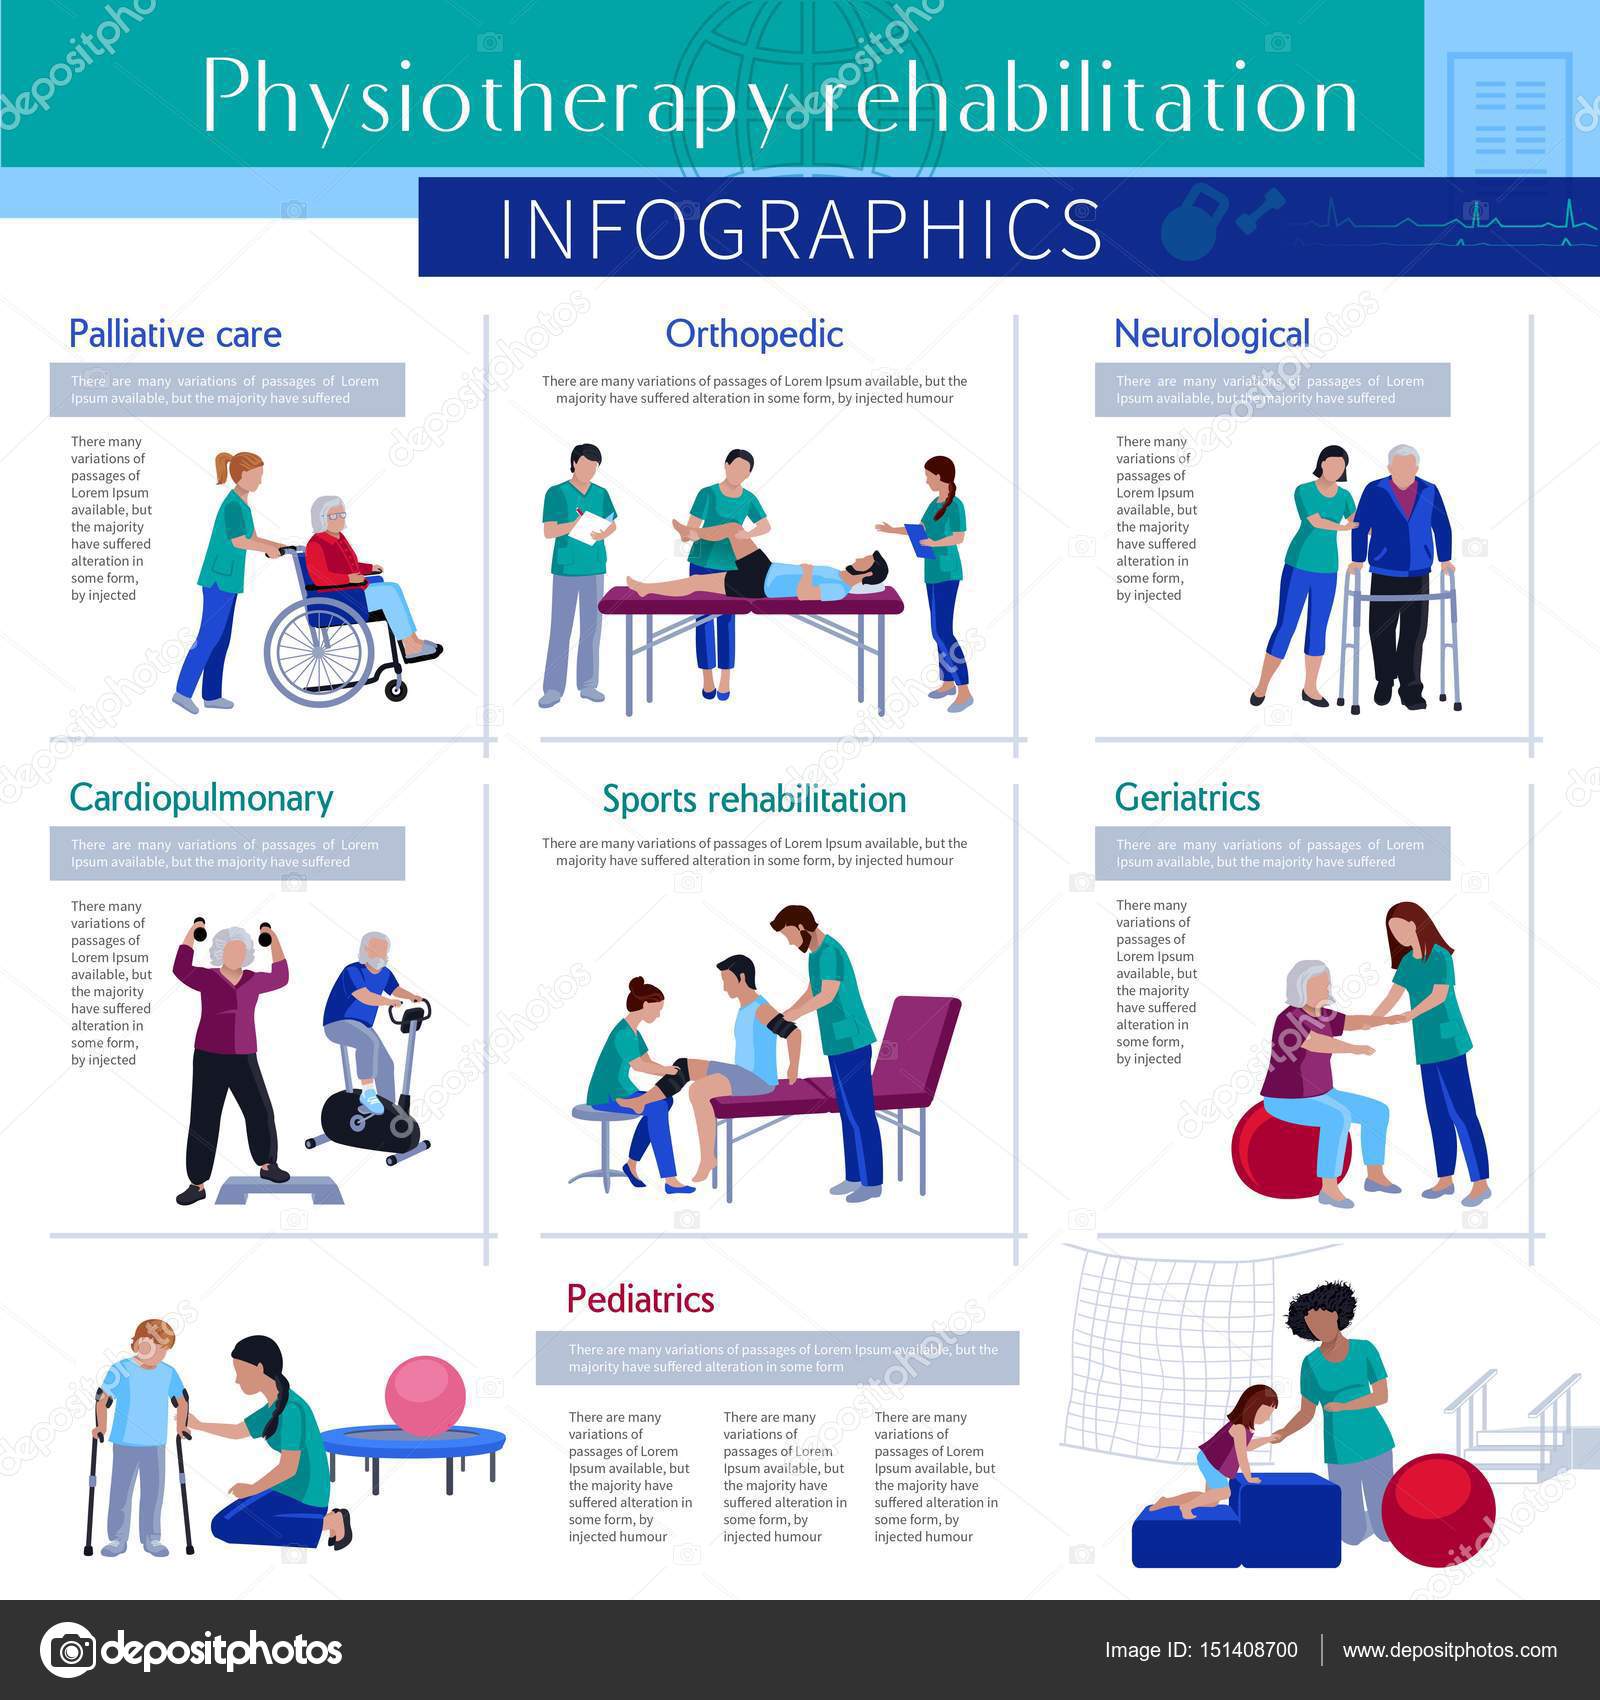 Physiotherapy rehabilitation
INFOGRAPHICS
Palliative care
There are many variations of passages of Lorem
Ipsum available, but the majority have suffered
There many
variations of
passages of
Lorem Ipsum
available, but
the majority
have suffered
alteration in
some form,
by injected
Orthopedic
There are many variations of passages of Lorem Ipsum available, but the
majority have suffered alteration in some form, by injected humour
Neurological
There are many variations of passages of Lorem
Ipsum available, but the majority have suffered
There many
variations of
passages of
Lorem Ipsum
available, but
the majority
have suffered
alteration in
some form,
by injected
Cardiopulmonary
There are many variations of passages of Lorem
Ipsum available, but the majority have suffered
There many
variations of
passages of
Lorem Ipsum
available, but
the majority
have suffered
alteration in
some form,
by injected
Sports rehabilitation
There are many variations of passages of Lorem Ipsum available, but the
majority have suffered alteration in some form, by injected humour
Geriatrics
There are many variations of passages of Lorem
Ipsum available, but the majority have suffered
There many
variations of
passages of
Lorem Ipsum
available, but
the majority
have suffered
alteration in
some form,
by injected
Pediatrics
There are many variations of passages of Lorem Ipsum available, but the
majority have suffered alteration in some form
There are many
variations of
passages of Lorem
Ipsum available, but
the majority have
suffered alteration in
some form, by
injected humour
There are many
variations of
passages of Lorem
Ipsum available, but
the majority have
suffered alteration in
some form, by
injected humour
There are many
variations of
passages of Lorem
Ipsum available, but
the majority have
suffered alteration in
some form, by
injected humour
depositphotos
Image ID: 151408700
www.depositphotos.com